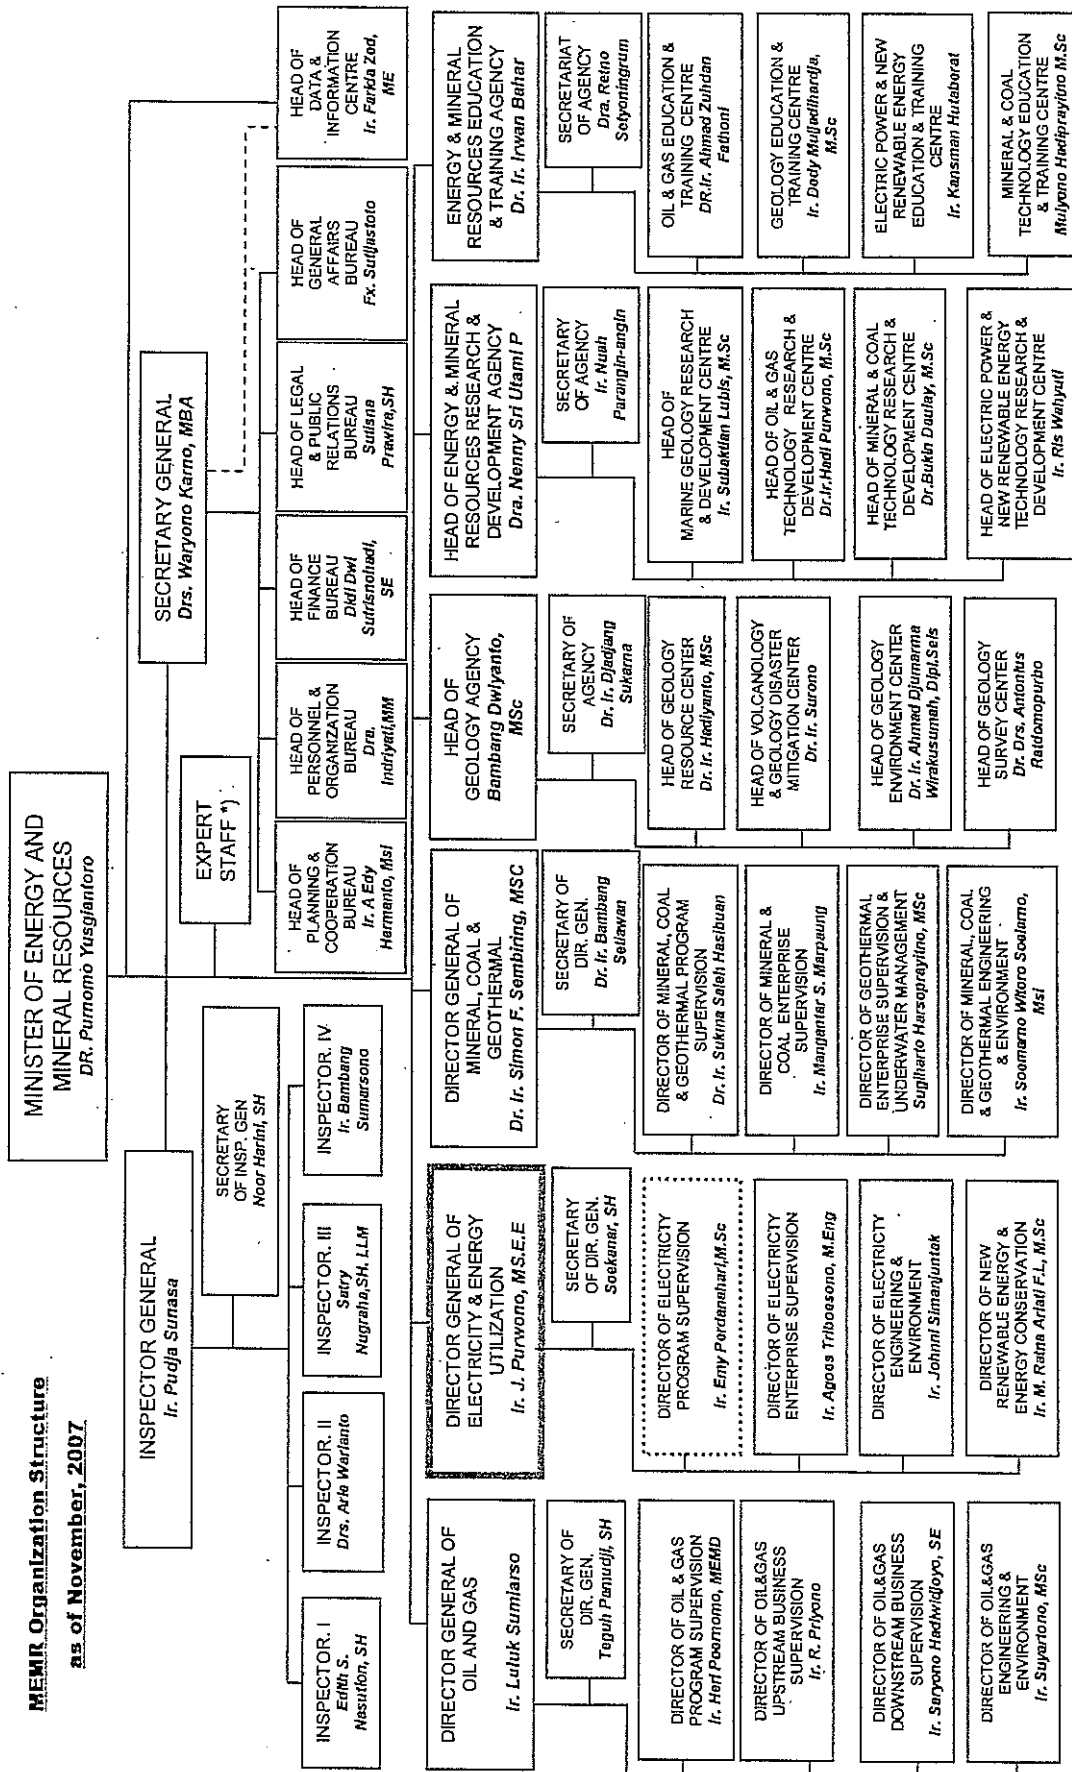 MEMR Organization Structure
as of November, 2007
MINISTER OF ENERGY AND
MINERAL RESOURCES
DR. Purnomo Yusgiantoro
INSPECTOR GENERAL
Ir. Pudja Sunasa
SECRETARY GENERAL
Drs. Waryono Karno, MBA
SECRETARY
OF INSP. GEN
Noor Harini, SH
EXPERT
STAFF *)
INSPECTOR. I
Edith S.
Nasution, SH
INSPECTOR. II
Drs. Arie Warianto
INSPECTOR. III
Satry
Nugraha,SH. LLM
INSPECTOR. IV
Ir. Bambang
Sumarsono
HEAD OF
PLANNING &
COOPERATION
BUREAU
Ir. A Edy
Hermanto, Msi
HEAD OF
PERSONNEL &
ORGANIZATION
BUREAU
Dra.
Indriyati,MM
HEAD OF
FINANCE
BUREAU
Didi Dwi
Sutrisnohadi,
SE
HEAD OF LEGAL
& PUBLIC
RELATIONS
BUREAU
Sutisna
Prawira,SH
HEAD OF
GENERAL
AFFAIRS
BUREAU
Fx. Sutijastoto
HEAD OF
DATA &
INFORMATION
CENTRE
Ir. Farida Zed,
ME
DIRECTOR GENERAL OF
OIL AND GAS
Ir. Luluk Sumiarso
SECRETARY OF
DIR. GEN.
Teguh Pamudji, SH
DIRECTOR OF OIL & GAS
PROGRAM SUPERVISION
Ir. Heri Poernomo, MEMD
DIRECTOR OF OIL&GAS
UPSTREAM BUSINESS
SUPERVISION
Ir. R. Priyono
DIRECTOR OF OIL&GAS
DOWNSTREAM BUSINESS
SUPERVISION
Ir. Saryono Hadiwidjoyo, SE
DIRECTOR OF OIL&GAS
ENGINEERING &
ENVIRONMENT
Ir. Suyartono, MSc
DIRECTOR GENERAL OF
ELECTRICITY & ENERGY
UTILIZATION
Ir. J. Purwono, MS.E.E
SECRETARY
OF DIR. GEN.
Soekanar, SH
DIRECTOR OF ELECTRICTY
PROGRAM SUPERVISION
Ir. Emy Perdanahari,M.Sc
DIRECTOR OF ELECTRICTY
ENTERPRISE SUPERVISION
Ir. Agoes Triboesono, M.Eng
DIRECTOR OF ELECTRICTY
ENGINEERING &
ENVIRONMENT
Ir. Johnni Simanjuntak
DIRECTOR OF NEW
RENEWABLE ENERGY &
ENERGY CONSERVATION
Ir. M. Ratna Ariati F.L, M.Sc
DIRECTOR GENERAL OF
MINERAL, COAL &
GEOTHERMAL
Dr. Ir. Simon F. Sembiring, MSC
SECRETARY OF
DIR. GEN.
Dr. Ir. Bambang
Setiawan
DIRECTOR OF MINERAL, COAL
& GEOTHERMAL PROGRAM
SUPERVISION
Dr. Ir. Sukma Saleh Hasibuan
DIRECTOR OF MINERAL &
COAL ENTERPRISE
SUPERVISION
Ir. Mangantar S. Marpaung
DIRECTOR OF GEOTHERMAL
ENTERPRISE SUPERVISION &
UNDERWATER MANAGEMENT
Sugiharto Harsoprayitno, MSc
DIRECTOR OF MINERAL, COAL
& GEOTHERMAL ENGINEERING
& ENVIRONMENT
Ir. Soemarno Witoro Soelarno,
Msi
HEAD OF
GEOLOGY AGENCY
Bambang Dwiyanto,
MSc
SECRETARY OF
AGENCY
Dr. Ir. Djadjang
Sukarna
HEAD OF GEOLOGY
RESOURCE CENTER
Dr. Ir. Hadiyanto, MSc
HEAD OF VOLCANOLOGY
& GEOLOGY DISASTER
MITIGATION CENTER
Dr. Ir. Surono
HEAD OF GEOLOGY
ENVIRONMENT CENTER
Dr. Ir. Ahmad Djumarma
Wirakusumah, Dipl.Seis
HEAD OF GEOLOGY
SURVEY CENTER
Dr. Drs. Antonius
Ratdomopurbo
HEAD OF ENERGY & MINERAL
RESOURCES RESEARCH &
DEVELOPMENT AGENCY
Dra. Nenny Sri Utami P
SECRETARY
OF AGENCY
Ir. Nuah
Parangin-angin
HEAD OF
MARINE GEOLOGY RESEARCH
& DEVELOPMENT CENTRE
Ir. Subaktian Lubis, M.Sc
HEAD OF OIL & GAS
TECHNOLOGY RESEARCH &
DEVELOPMENT CENTRE
Dr.Ir.Hadi Purwono, M.Sc
HEAD OF MINERAL & COAL
TECHNOLOGY RESEARCH &
DEVELOPMENT CENTRE
Dr.Bukin Daulay, M.Sc
HEAD OF ELECTRIC POWER &
NEW RENEWABLE ENERGY
TECHNOLOGY RESEARCH &
DEVELOPMENT CENTRE
Ir. Ris Wahyuti
ENERGY & MINERAL
RESOURCES EDUCATION
& TRAINING AGENCY
Dr. Ir. Irwan Bahar
SECRETARIAT
OF AGENCY
Dra. Retno
Setyoningrum
OIL & GAS EDUCATION &
TRAINING CENTRE
DR.Ir. Ahmad Zuhdan
Fathoni
GEOLOGY EDUCATION &
TRAINING CENTRE
Ir. Dedy Muljadihardja,
M.Sc
ELECTRIC POWER & NEW
RENEWABLE ENERGY
EDUCATION & TRAINING
CENTRE
Ir. Kansman Hutabarat
MINERAL & COAL
TECHNOLOGY EDUCATION
& TRAINING CENTRE
Mulyono Hadiprayitno M.Sc